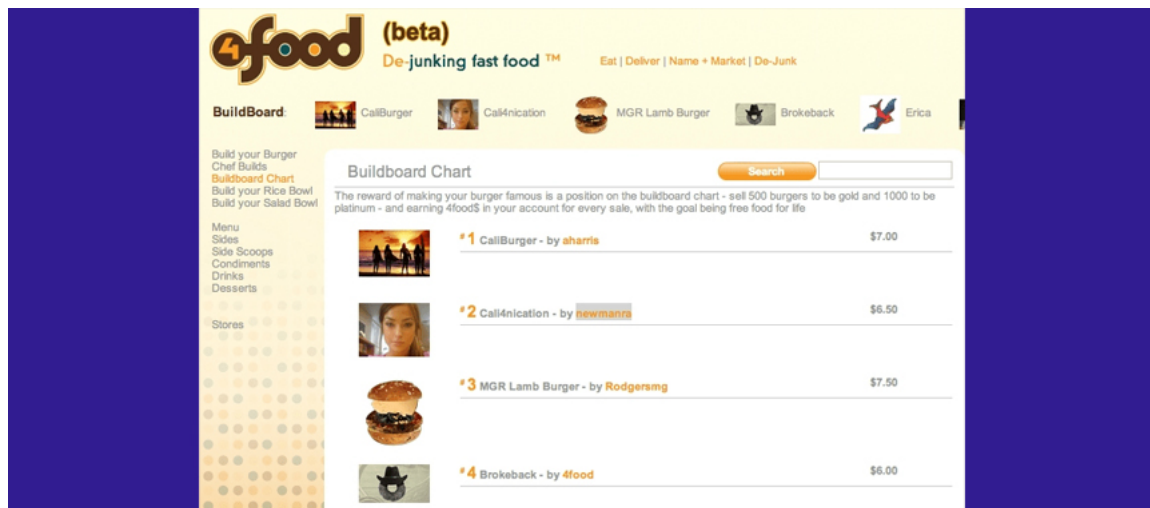 4food
(beta)
De-junking fast food ™
Eat | Deliver | Name + Market | De-Junk
BuildBoard:
CaliBurger
Cali4nication
MGR Lamb Burger
Brokeback
Erica
Build your Burger
Chef Builds
Buildboard Chart
Build your Rice Bowl
Build your Salad Bowl
Menu
Sides
Side Scoops
Condiments
Drinks
Desserts
Stores
Buildboard Chart
Search
The reward of making your burger famous is a position on the buildboard chart - sell 500 burgers to be gold and 1000 to be
platinum - and earning 4food$ in your account for every sale, with the goal being free food for life
#1 CaliBurger - by aharris $7.00
#2 Cali4nication - by newmanra $6.50
#3 MGR Lamb Burger - by Rodgersmg $7.50
#4 Brokeback - by 4food $6.00